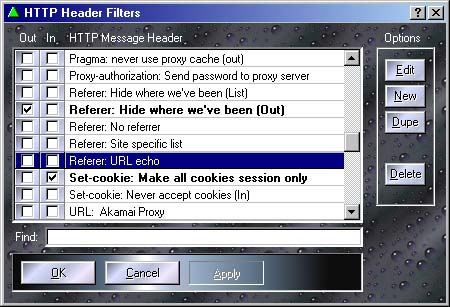 HTTP Header Filters
Out In HTTP Message Header Options
Pragma: never use proxy cache (out)
Proxy-authorization: Send password to proxy server
Referer: Hide where we've been (List)
Referer: Hide where we've been (Out)
Referer: No referrer
Referer: Site specific list
Referer: URL echo
Set-cookie: Make all cookies session only
Set-cookie: Never accept cookies (In)
URL: Akamai Proxy
Edit
New
Dupe
Delete
Find:
OK Cancel Apply